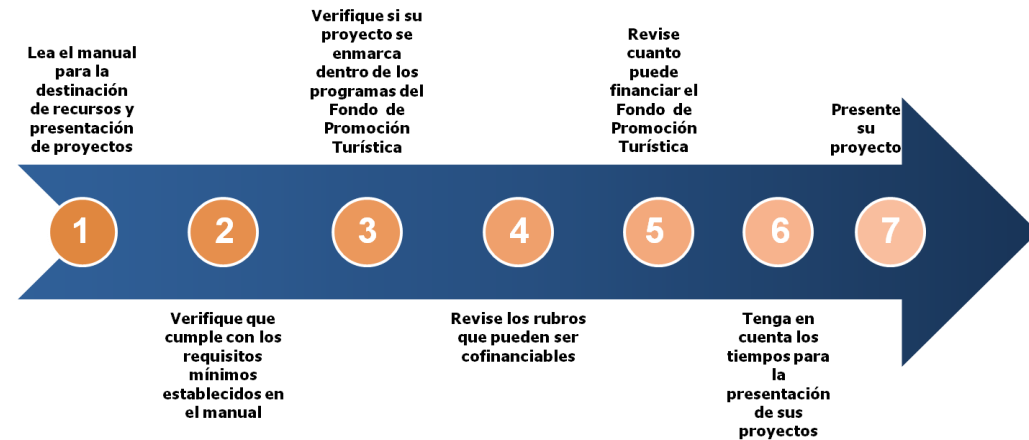 Lea el manual
para la
destinación
de recursos y
presentación
de proyectos
1
Verifique que
cumple con los
requisitos
mínimos
establecidos en
el manual
2
Verifique si su
proyecto se
enmarca
dentro de los
programas del
Fondo de
Promoción
Turística
3
Revise los rubros
que pueden ser
cofinanciables
4
Revise
cuanto
puede
financiar el
Fondo de
Promoción
Turística
5
Tenga en
cuenta los
tiempos para
la
presentación
de sus
proyectos
6
Presente
su
proyecto
7